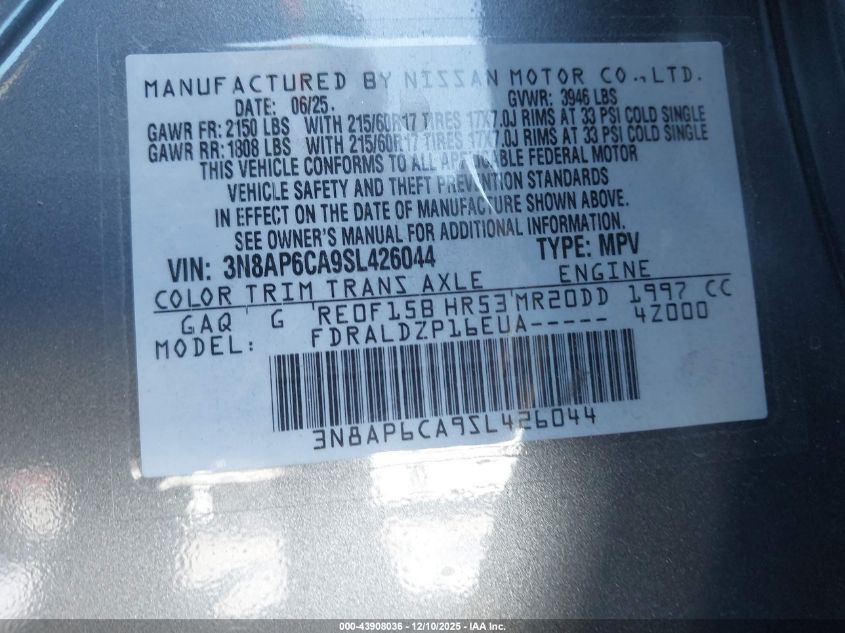 MANUFACTURED BY NISSAN MOTOR CO., LTD.
DATE: 06/25. GVWR: 3946 LBS
GAWR FR: 2150 LBS WITH 215/60R17 TIRES 17X7.0J RIMS AT 33 PSI COLD SINGLE
GAWR RR: 1808 LBS WITH 215/60R17 TIRES 17X7.0J RIMS AT 33 PSI COLD SINGLE
THIS VEHICLE CONFORMS TO ALL APPLICABLE FEDERAL MOTOR
VEHICLE SAFETY AND THEFT PREVENTION STANDARDS
IN EFFECT ON THE DATE OF MANUFACTURE SHOWN ABOVE.
SEE OWNER'S MANUAL FOR ADDITIONAL INFORMATION.
VIN: 3N8AP6CA9SL426044 TYPE: MPV
COLOR TRIM TRANS AXLE ENGINE
GAQ G RE0F15B HR53 MR20DD 1997 CC
MODEL: FDRALDZP16EUA----- 4Z000
3N8AP6CA9SL426044
000-43908036 - 12/10/2025 - IAA Inc.